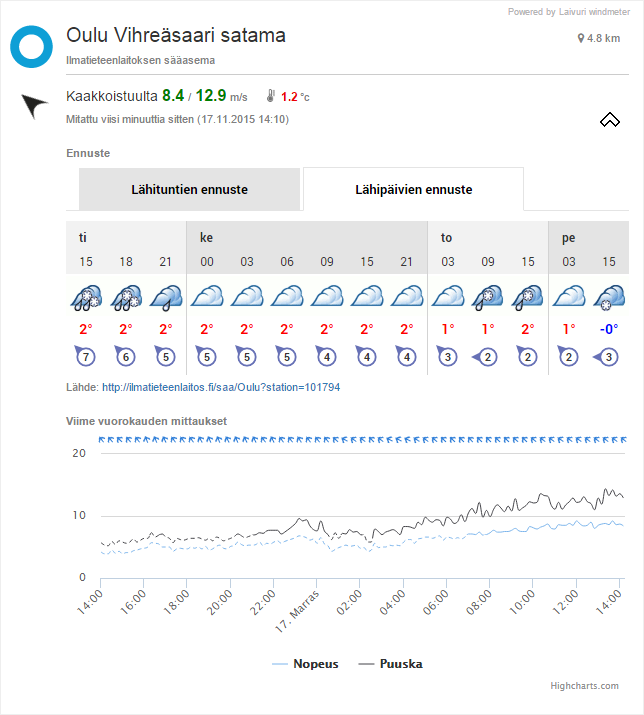 Powered by Laivuri windmeter
Oulu Vihreäsaari satama
4.8 km
Ilmatieteenlaitoksen sääasema
Kaakkoistuulta 8.4 / 12.9 m/s 1.2 °c
Mitattu viisi minuuttia sitten (17.11.2015 14:10)
Ennuste
Lähituntien ennuste Lähipäivien ennuste
ti ke to pe
15 18 21 00 03 06 09 15 21 03 09 15 03 15
2° 2° 2° 2° 2° 2° 2° 2° 2° 1° 1° 2° 1° -0°
7 6 5 5 5 5 4 4 4 3 2 2 2 3
Lähde: http://ilmatieteenlaitos.fi/saa/Oulu?station=101794
Viime vuorokauden mittaukset
20
10
0
14:00 16:00 18:00 20:00 22:00 17. Marras 02:00 04:00 06:00 08:00 10:00 12:00 14:00
Nopeus Puuska
Highcharts.com